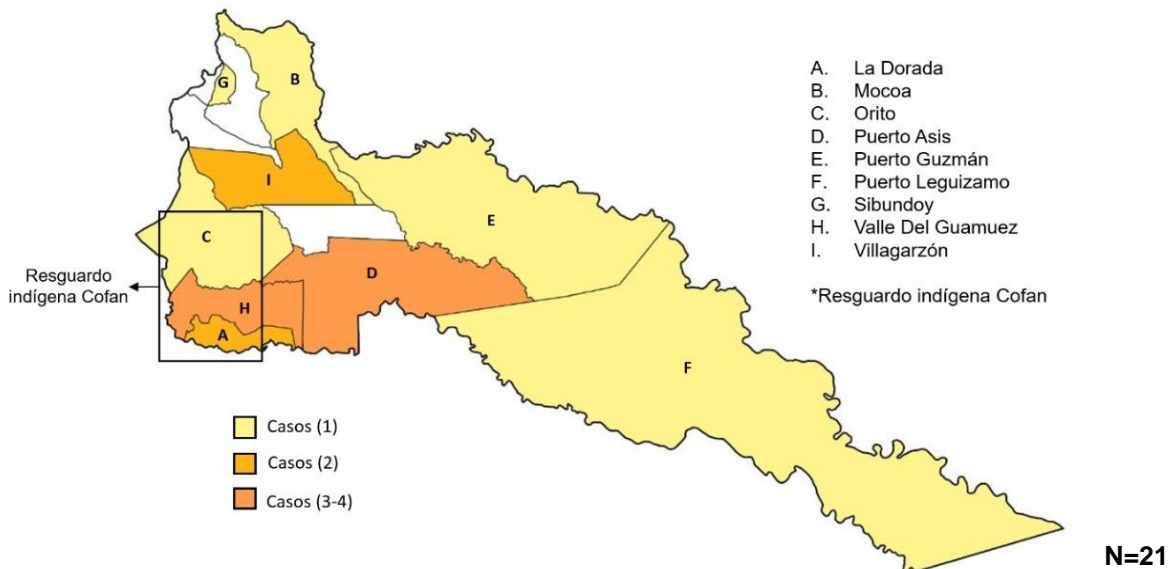 A. La Dorada
B. Mocoa
C. Orito
D. Puerto Asis
E. Puerto Guzmán
F. Puerto Leguizamo
G. Sibundoy
H. Valle Del Guamuez
I. Villagarzón
*Resguardo indígena Cofan
G
B
I
C
E
D
H
A
F
Resguardo
indígena Cofan
Casos (1)
Casos (2)
Casos (3-4)
N=21